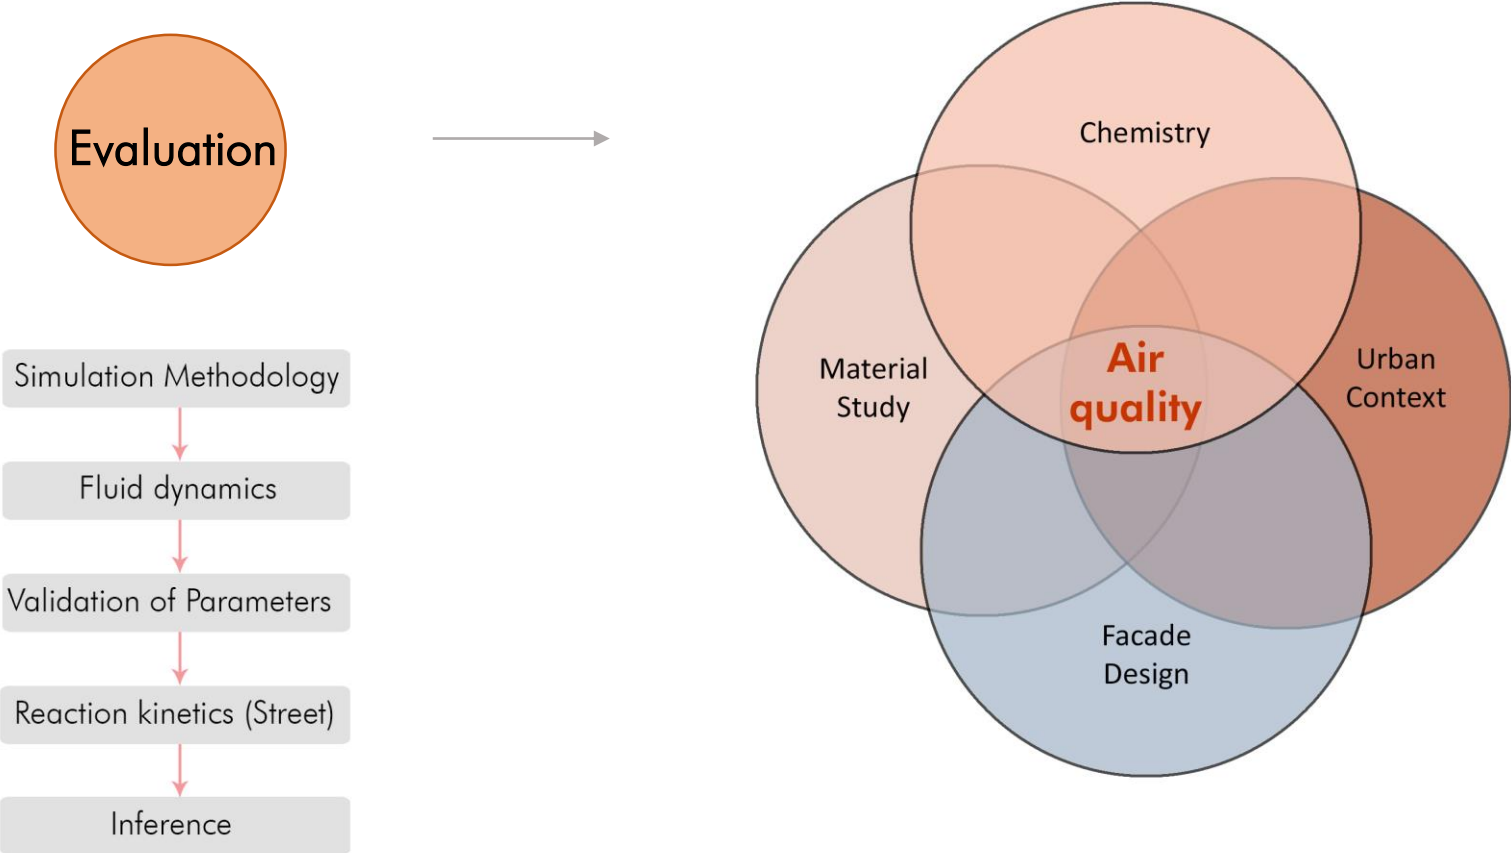 Evaluation
Simulation Methodology
Fluid dynamics
Validation of Parameters
Reaction kinetics (Street)
Inference
Chemistry
Material
Study
Air
quality
Urban
Context
Facade
Design